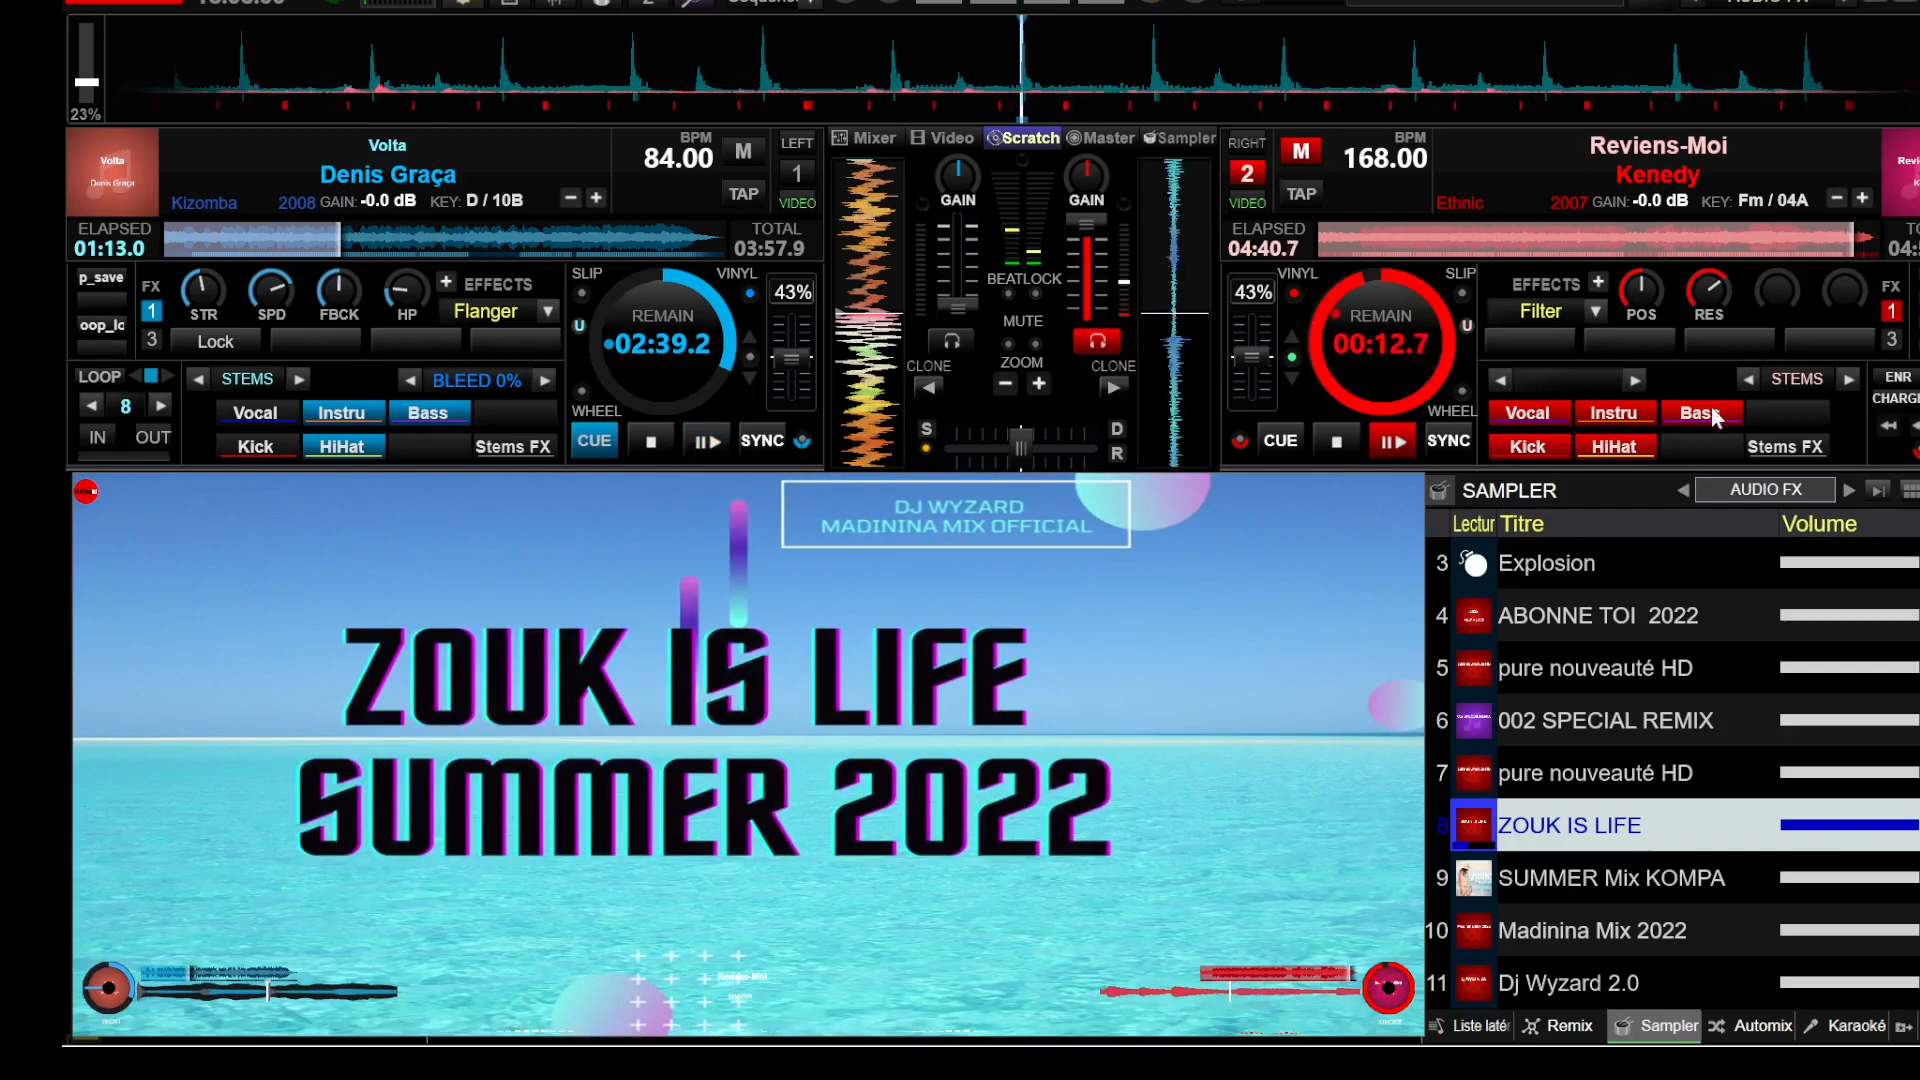 AUDIO FX
23%
Volta
Denis Graça
Volta
Denis Graça
Kizomba 2008 GAIN: -0.0 dB KEY: D / 10B
BPM
84.00
M
TAP
LEFT
1
VIDEO
Mixer Video Scratch Master Sampler
RIGHT
2
VIDEO
M
TAP
BPM
168.00
Reviens-Moi
Kenedy
Ethnic 2007 GAIN: -0.0 dB KEY: Fm / 04A
ELAPSED
01:13.0
TOTAL
03:57.9
GAIN GAIN
BEATLOCK
MUTE
ZOOM
CLONE CLONE
S D
R
ELAPSED
04:40.7
p_save
FX
1
3
STR SPD FBCK HP
EFFECTS
Flanger
Lock
SLIP VINYL
43%
U
REMAIN
02:39.2
WHEEL
CUE SYNC
LOOP
8
IN OUT
STEMS
BLEED 0%
Vocal Instru Bass
Kick HiHat Stems FX
43%
VINYL SLIP
U
REMAIN
00:12.7
WHEEL
CUE SYNC
EFFECTS
Filter
POS RES
FX
1
3
STEMS
ENR
Vocal Instru Bass
Kick HiHat Stems FX
DJ WYZARD
MADININA MIX OFFICIAL
ZOUK IS LIFE
SUMMER 2022
Reviens-Moi
SAMPLER AUDIO FX
Lectur Titre Volume
3 Explosion
4 ABONNE TOI 2022
5 pure nouveauté HD
6 002 SPECIAL REMIX
7 pure nouveauté HD
8 ZOUK IS LIFE
9 SUMMER Mix KOMPA
10 Madinina Mix 2022
11 Dj Wyzard 2.0
Liste laté Remix Sampler Automix Karaoké